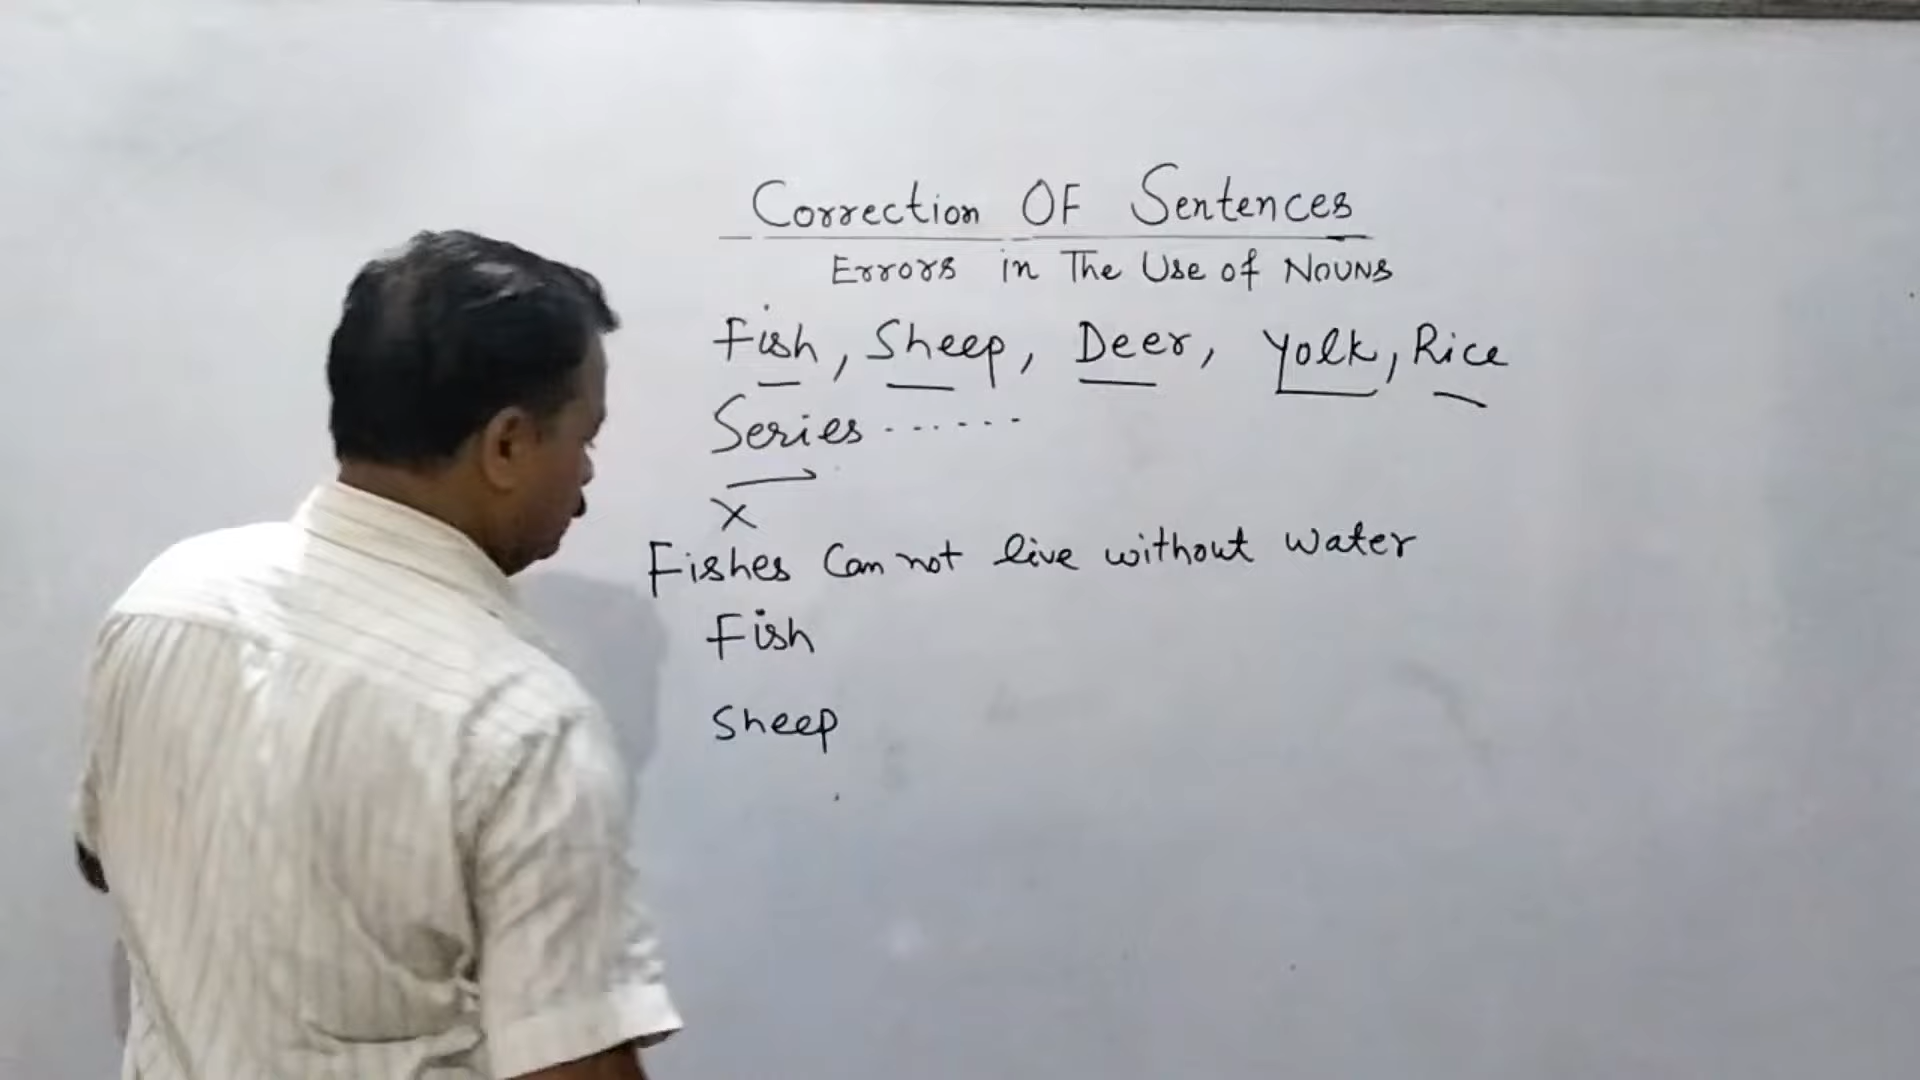 Correction OF Sentences
Errors in The Use of Nouns
Fish, Sheep, Deer, Yolk, Rice
Series ......
X
Fishes Can not live without water
Fish
Sheep